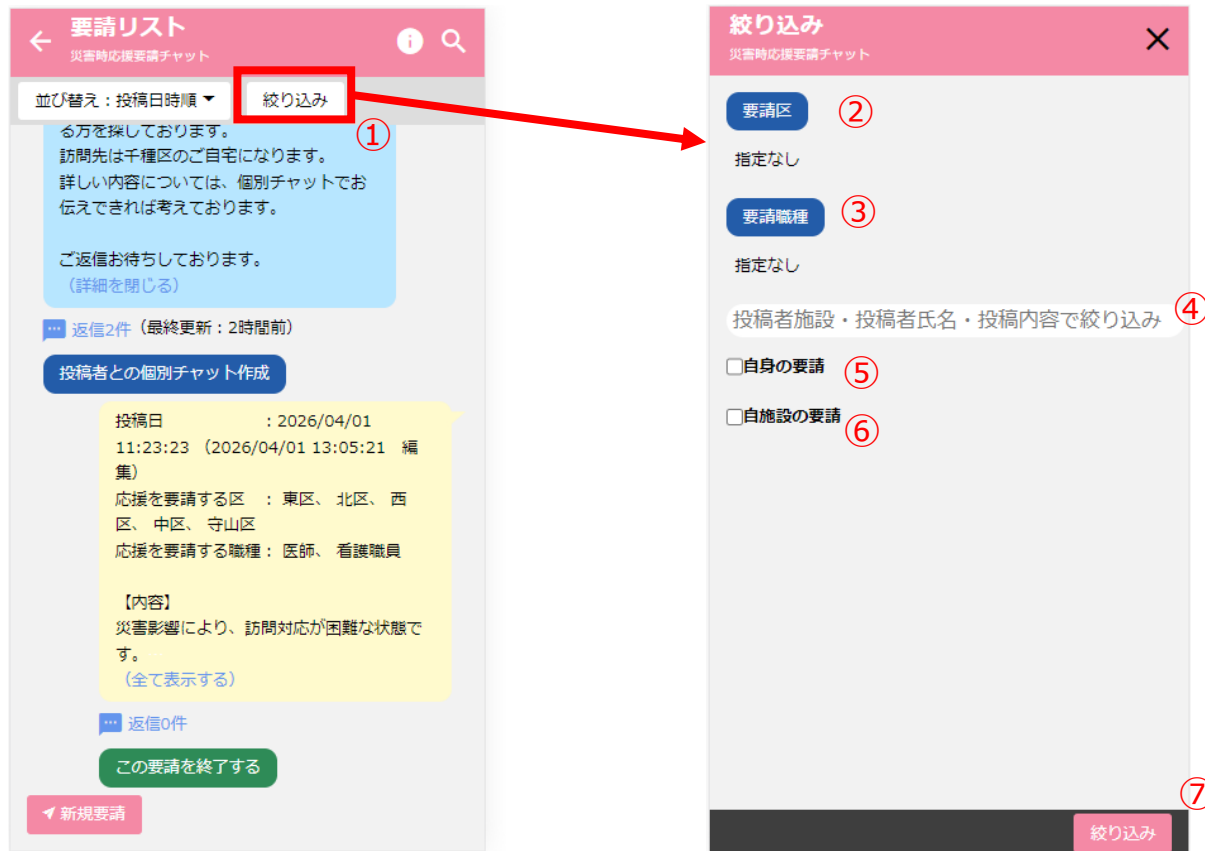 要請リスト
災害時応援要請チャット
並び替え：投稿日時順
絞り込み
①
る方を探しております。
訪問先は千種区のご自宅になります。
詳しい内容については、個別チャットでお
伝えできれば考えております。
ご返信お待ちしております。
（詳細を閉じる）
返信2件（最終更新：2時間前）
投稿者との個別チャット作成
投稿日　　　　　：2026/04/01
11:23:23 （2026/04/01 13:05:21　編
集）
応援を要請する区　： 東区、 北区、 西
区、 中区、 守山区
応援を要請する職種： 医師、 看護職員
【内容】
災害影響により、訪問対応が困難な状態で
す。
（全て表示する）
返信0件
この要請を終了する
新規要請
絞り込み
災害時応援要請チャット
要請区
②
指定なし
要請職種
③
指定なし
投稿者施設・投稿者氏名・投稿内容で絞り込み
④
自身の要請
⑤
自施設の要請
⑥
⑦
絞り込み